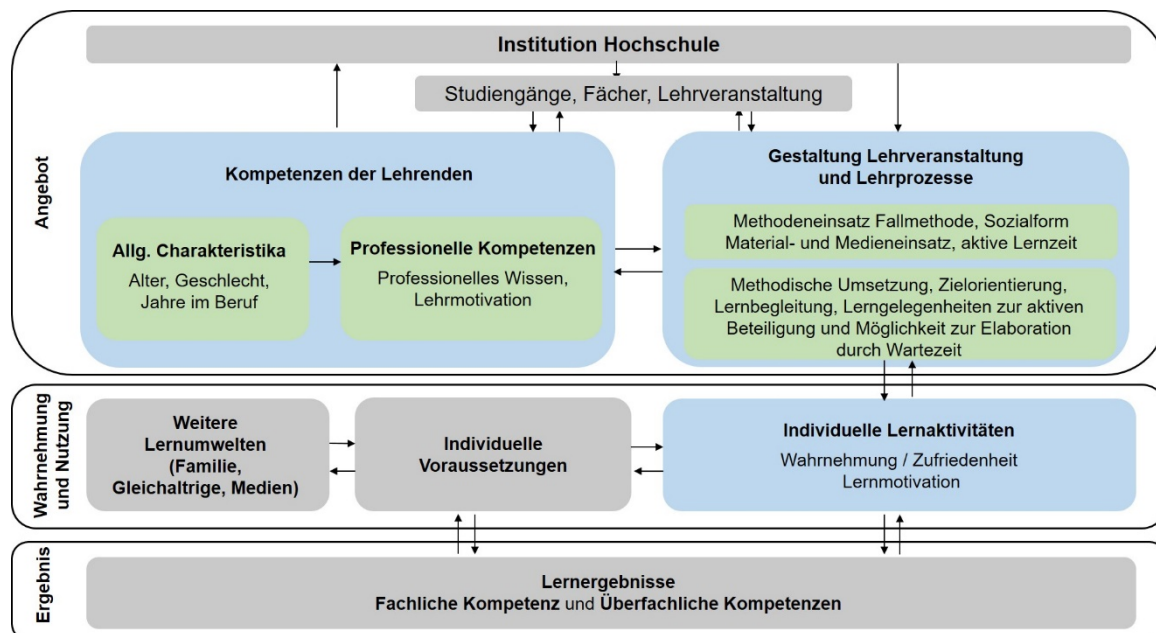 Institution Hochschule
Studiengänge, Fächer, Lehrveranstaltung
Angebot
Kompetenzen der Lehrenden
Allg. Charakteristika
Alter, Geschlecht,
Jahre im Beruf
Professionelle Kompetenzen
Professionelles Wissen,
Lehrmotivation
Gestaltung Lehrveranstaltung
und Lehrprozesse
Methodeneinsatz Fallmethode, Sozialform
Material- und Medieneinsatz, aktive Lernzeit
Methodische Umsetzung, Zielorientierung,
Lernbegleitung, Lerngelegenheiten zur aktiven
Beteiligung und Möglichkeit zur Elaboration
durch Wartezeit
Wahrnehmung
und Nutzung
Weitere
Lernumwelten
(Familie,
Gleichaltrige, Medien)
Individuelle
Voraussetzungen
Individuelle Lernaktivitäten
Wahrnehmung / Zufriedenheit
Lernmotivation
Ergebnis
Lernergebnisse
Fachliche Kompetenz und Überfachliche Kompetenzen